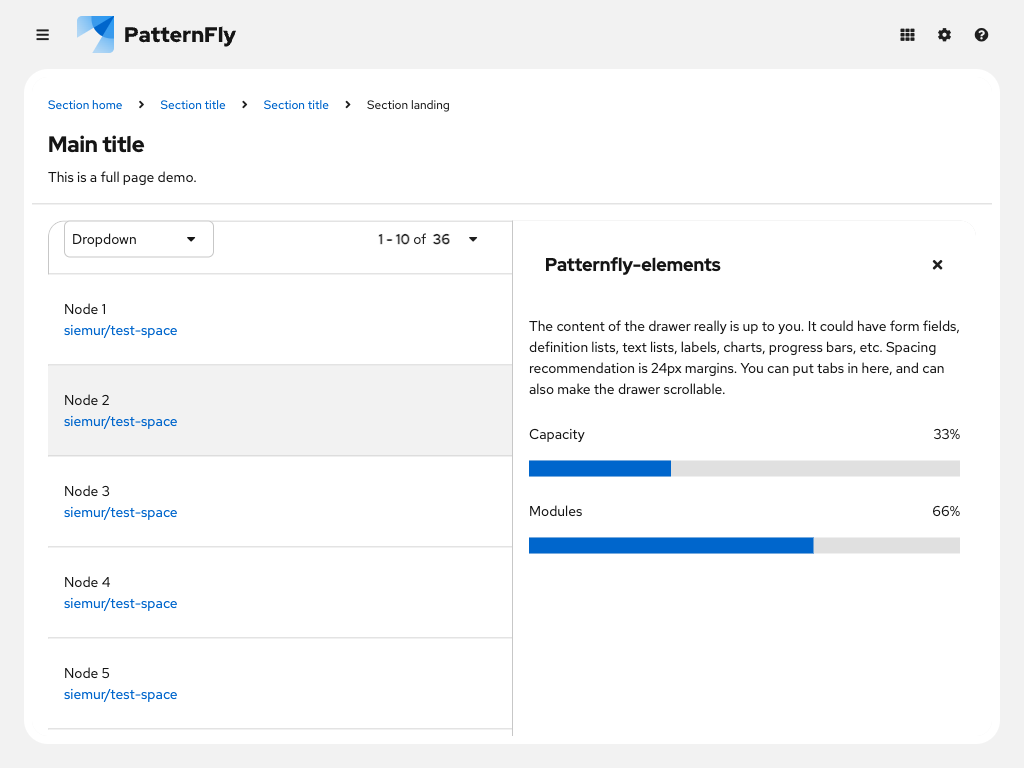 PatternFly
Section home Section title Section title Section landing
Main title
This is a full page demo.
Dropdown
1 - 10 of 36
Node 1
siemur/test-space
Node 2
siemur/test-space
Node 3
siemur/test-space
Node 4
siemur/test-space
Node 5
siemur/test-space
Patternfly-elements
The content of the drawer really is up to you. It could have form fields,
definition lists, text lists, labels, charts, progress bars, etc. Spacing
recommendation is 24px margins. You can put tabs in here, and can
also make the drawer scrollable.
Capacity 33%
Modules 66%